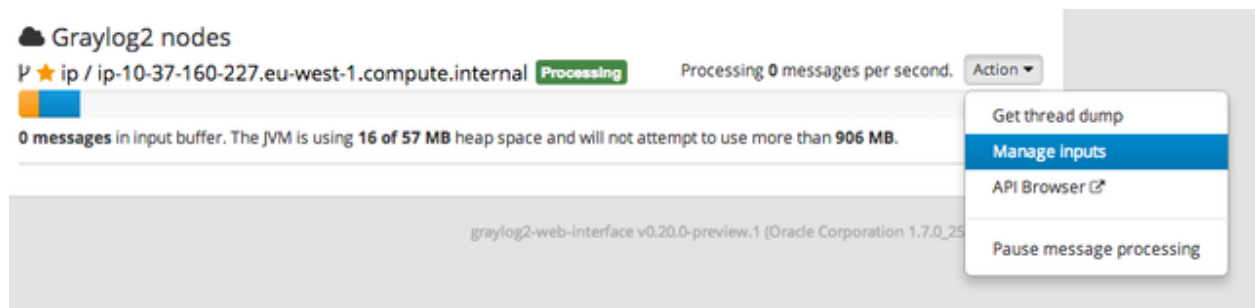 Graylog2 nodes
ip / ip-10-37-160-227.eu-west-1.compute.internal Processing Processing 0 messages per second. Action
0 messages in input buffer. The JVM is using 16 of 57 MB heap space and will not attempt to use more than 906 MB.
Get thread dump
Manage inputs
API Browser
Pause message processing
graylog2-web-interface v0.20.0-preview.1 (Oracle Corporation 1.7.0_25